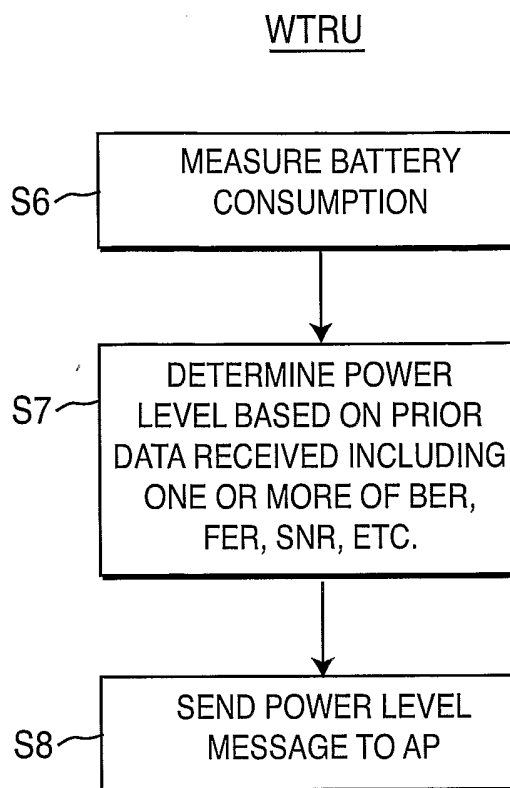 WTRU
S6
MEASURE BATTERY
CONSUMPTION
S7
DETERMINE POWER
LEVEL BASED ON PRIOR
DATA RECEIVED INCLUDING
ONE OR MORE OF BER,
FER, SNR, ETC.
S8
SEND POWER LEVEL
MESSAGE TO AP